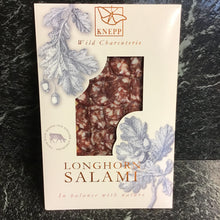 KNEPP
Wild Charcuterie
LONGHORN
SALAMI
In balance with nature